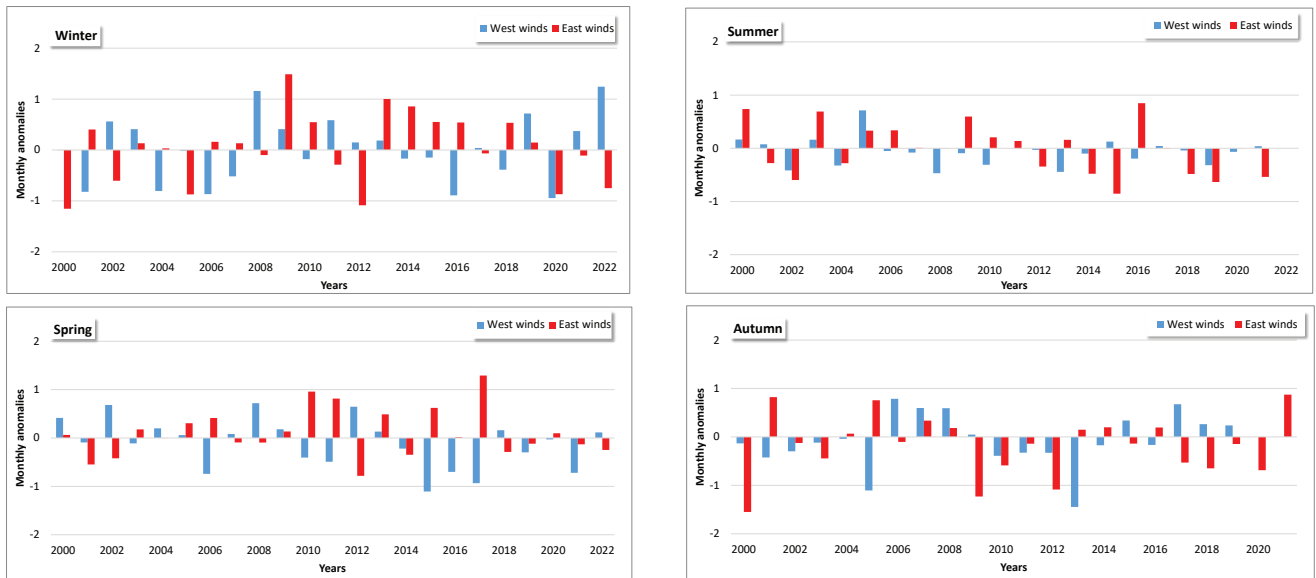 Winter
West winds East winds
Monthly anomalies
2
1
0
-1
-2
2000 2002 2004 2006 2008 2010 2012 2014 2016 2018 2020 2022
Years
Summer
West winds East winds
Monthly anomalies
2
1
0
-1
-2
2000 2002 2004 2006 2008 2010 2012 2014 2016 2018 2020 2022
Years
Spring
West winds East winds
Monthly anomalies
2
1
0
-1
-2
2000 2002 2004 2006 2008 2010 2012 2014 2016 2018 2020 2022
Years
Autumn
West winds East winds
Monthly anomalies
2
1
0
-1
-2
2000 2002 2004 2006 2008 2010 2012 2014 2016 2018 2020
Years